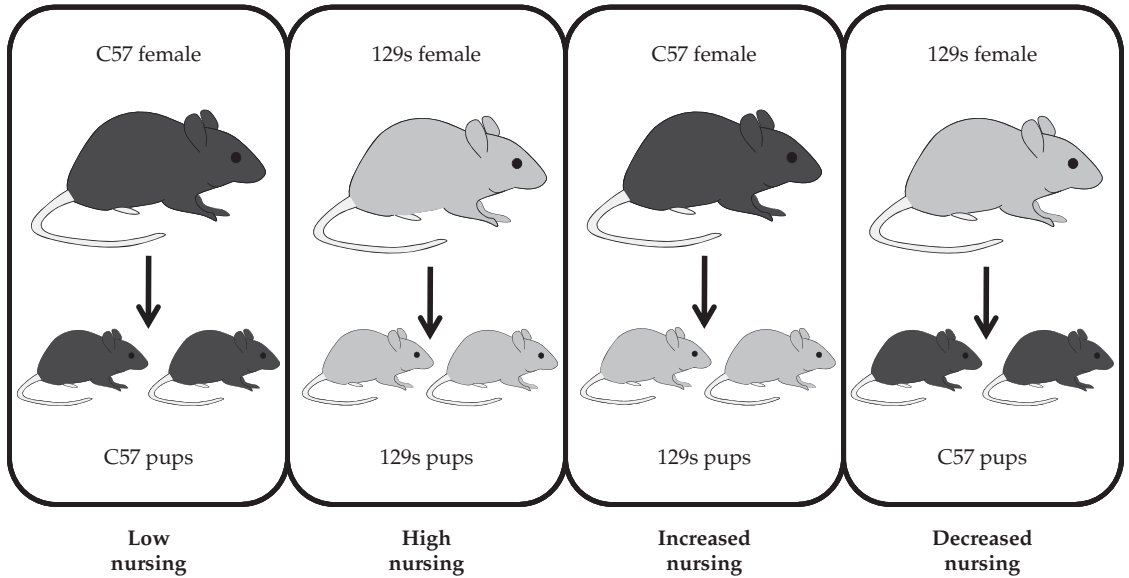 C57 female
129s female
C57 female
129s female
C57 pups
129s pups
129s pups
C57 pups
Low
nursing
High
nursing
Increased
nursing
Decreased
nursing